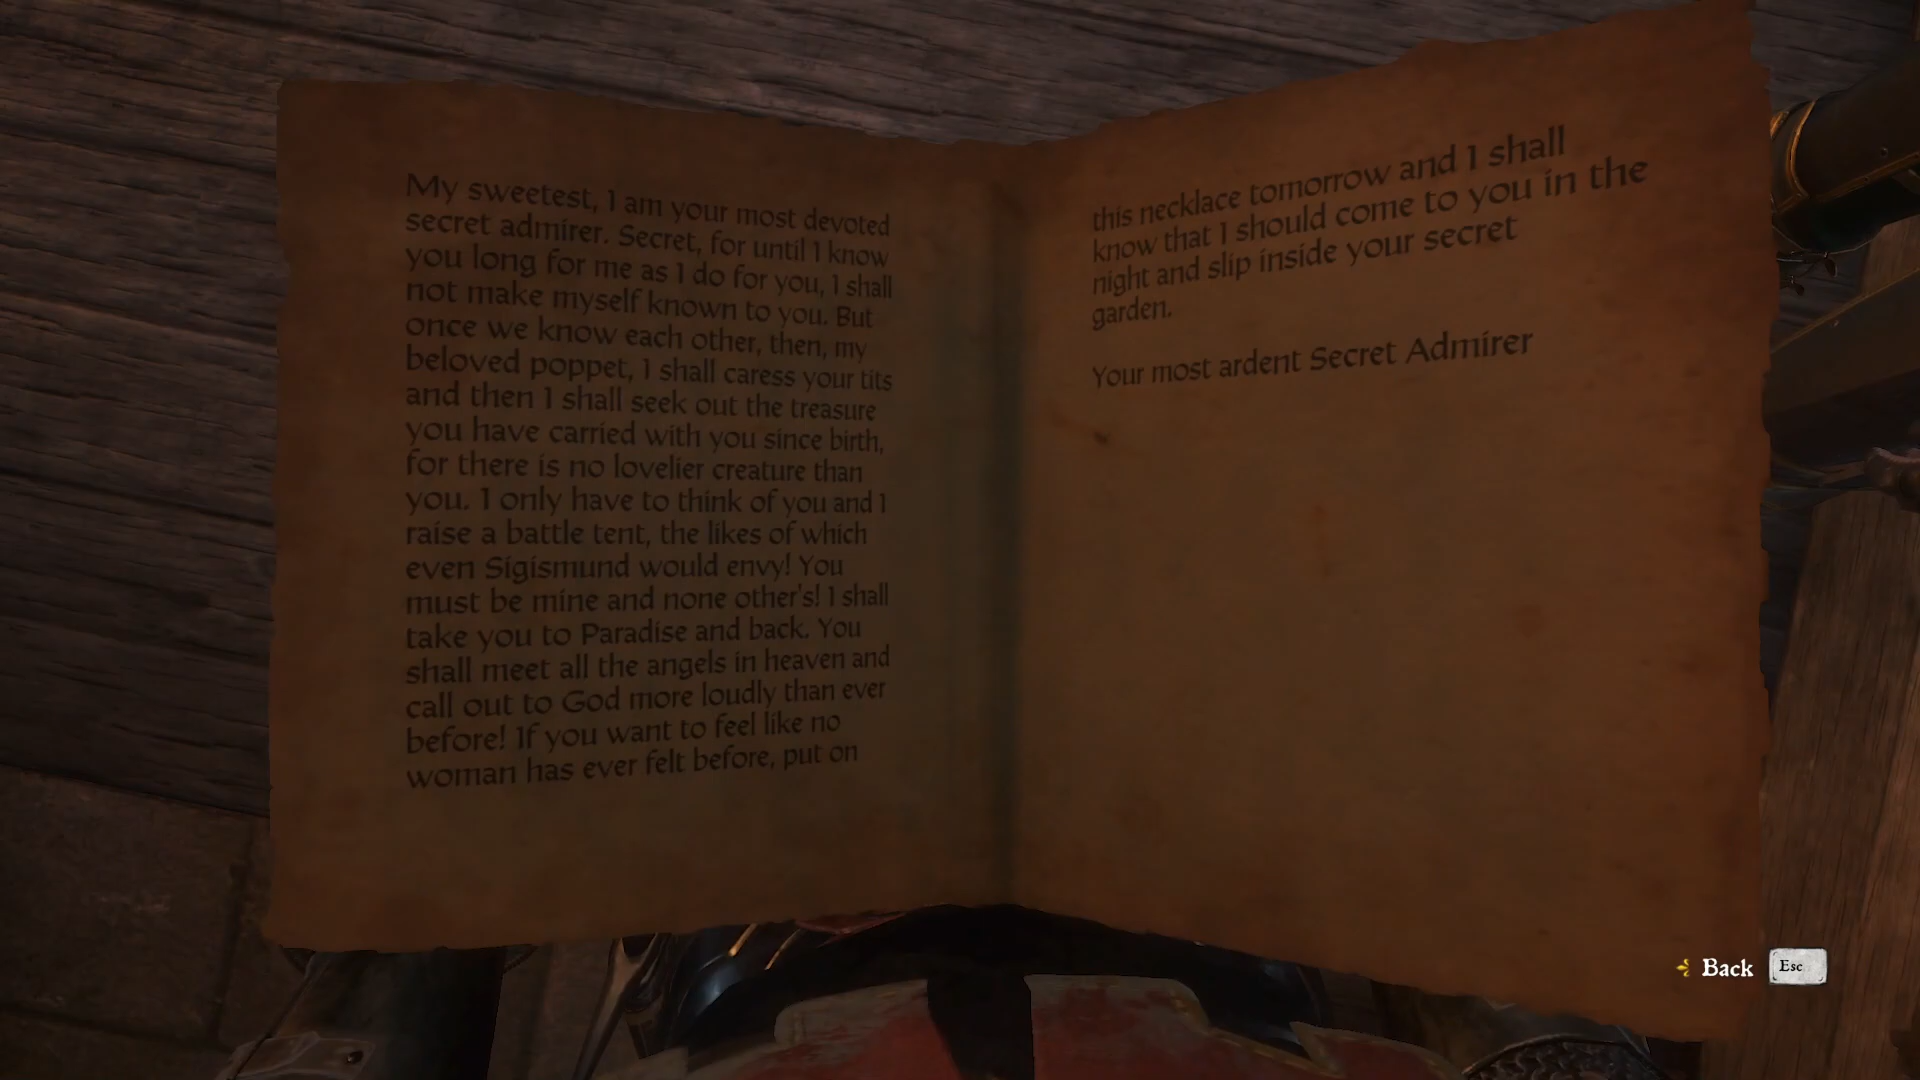 My sweetest, I am your most devoted
secret admirer. Secret, for until I know
you long for me as I do for you, I shall
not make myself known to you. But
once we know each other, then, my
beloved poppet, I shall caress your tits
and then I shall seek out the treasure
you have carried with you since birth,
for there is no lovelier creature than
you. I only have to think of you and I
raise a battle tent, the likes of which
even Sigismund would envy! You
must be mine and none other's! I shall
take you to Paradise and back. You
shall meet all the angels in heaven and
call out to God more loudly than ever
before! If you want to feel like no
woman has ever felt before, put on
this necklace tomorrow and I shall
know that I should come to you in the
night and slip inside your secret
garden.
Your most ardent Secret Admirer
Back Esc